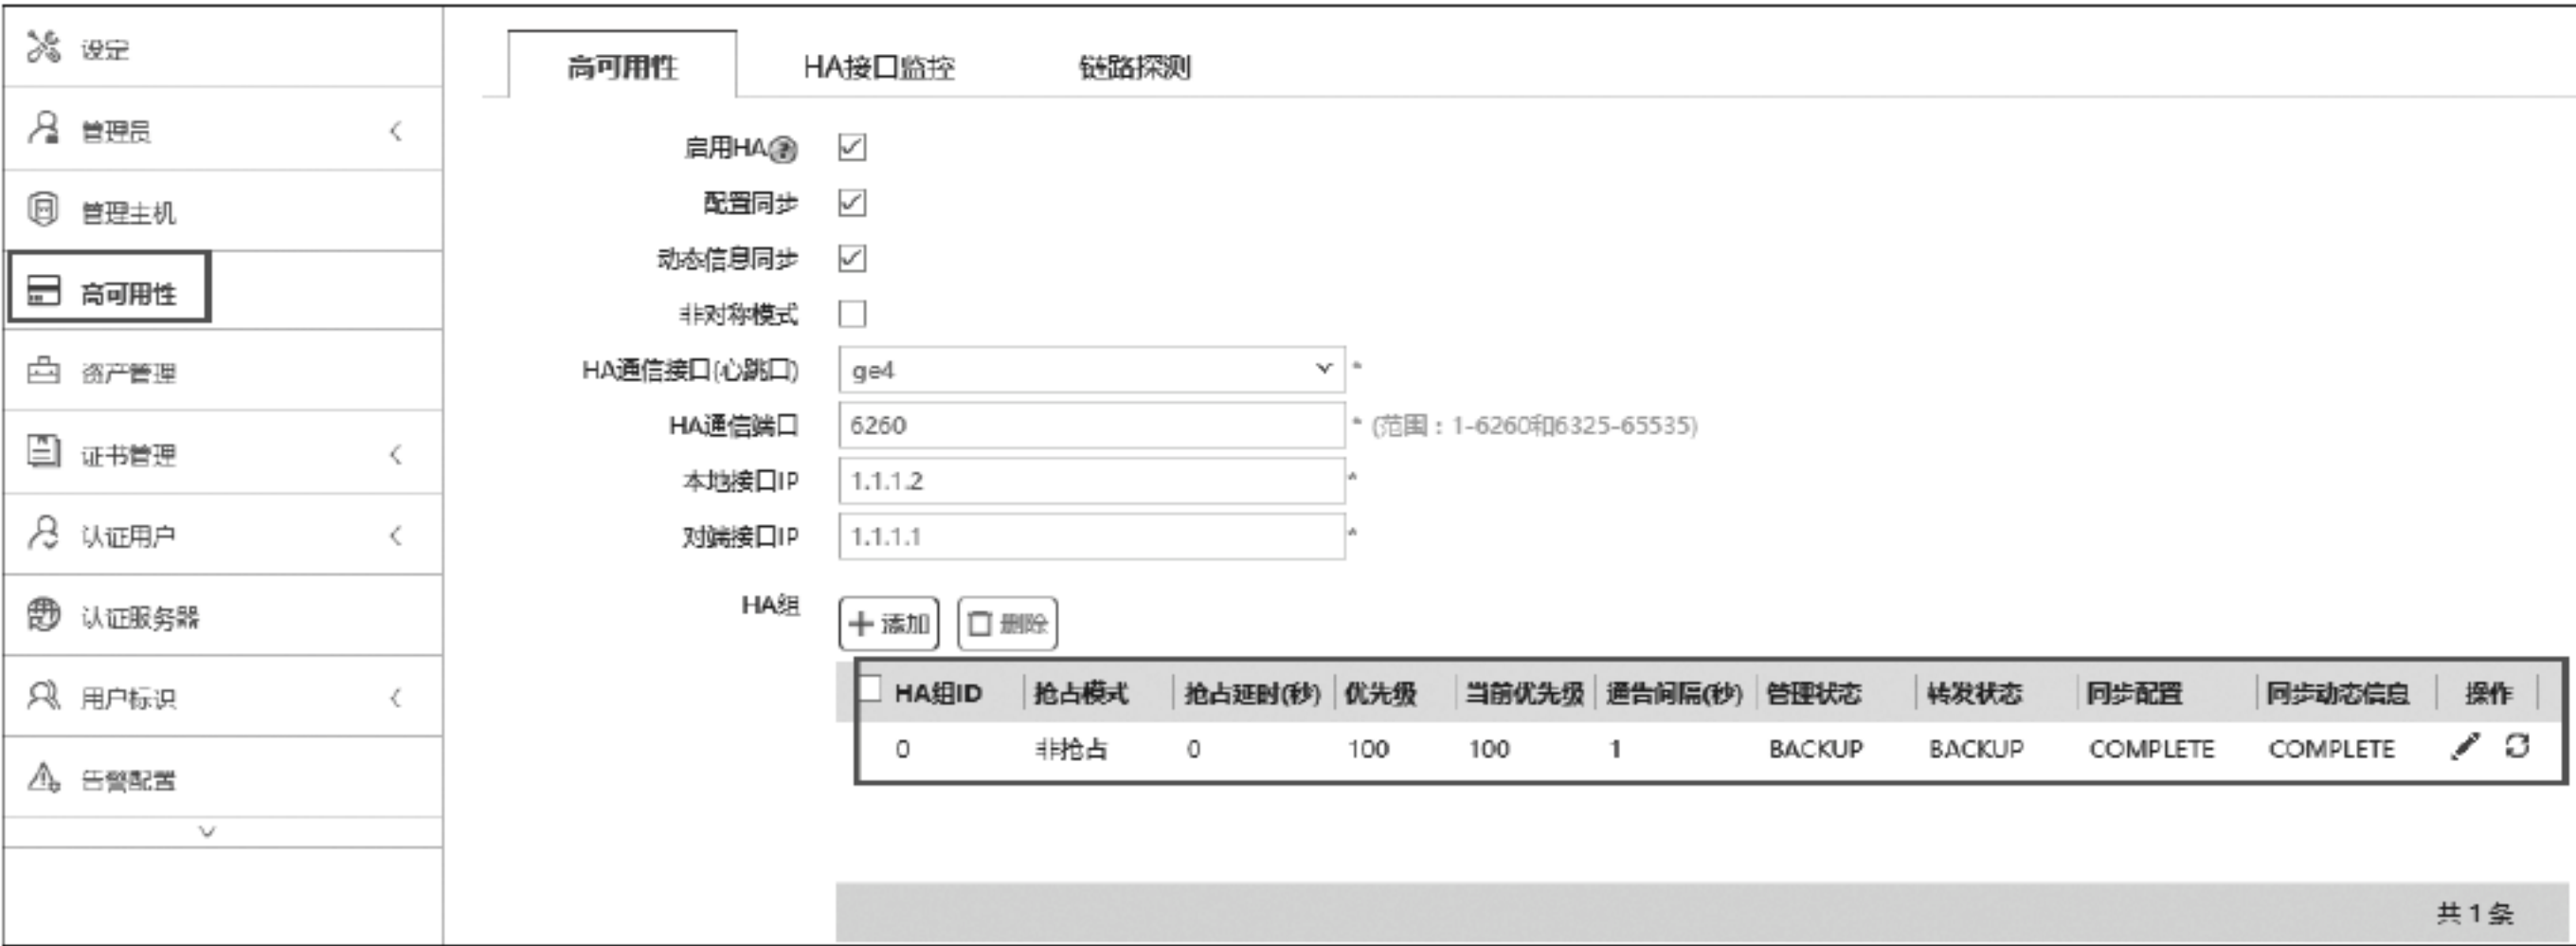 设定
管理员
管理主机
高可用性
资产管理
证书管理
认证用户
认证服务器
用户标识
告警配置
高可用性 HA接口监控 链路探测
启用HA
配置同步
动态信息同步
非对称模式
HA通信接口(心跳口) ge4 *
HA通信端口 6260 * (范围：1-6260和6325-65535)
本地接口IP 1.1.1.2 *
对端接口IP 1.1.1.1 *
HA组 添加 删除
HA组ID 抢占模式 抢占延时(秒) 优先级 当前优先级 通告间隔(秒) 管理状态 转发状态 同步配置 同步动态信息 操作
0 非抢占 0 100 100 1 BACKUP BACKUP COMPLETE COMPLETE
共 1 条